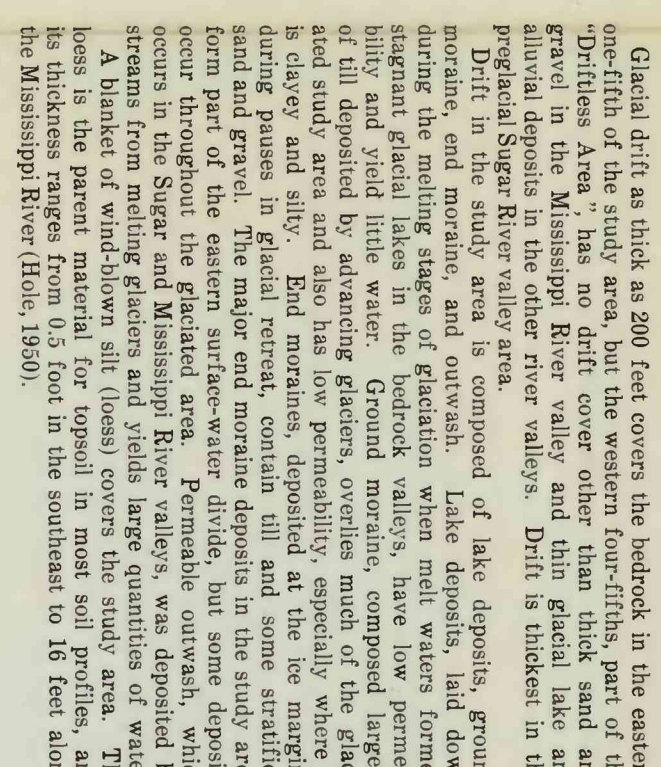 Glacial drift as thick as 200 feet covers the bedrock in the eastern
one-fifth of the study area, but the western four-fifths, part of th
“Driftless Area”, has no drift cover other than thick sand an
gravel in the Mississippi River valley and thin glacial lake an
alluvial deposits in the other river valleys. Drift is thickest in th
preglacial Sugar River valley area.
Drift in the study area is composed of lake deposits, groun
moraine, end moraine, and outwash. Lake deposits, laid dow
during the melting stages of glaciation when melt waters forme
stagnant glacial lakes in the bedrock valleys, have low perme
bility and yield little water. Ground moraine, composed large
of till deposited by advancing glaciers, overlies much of the glac
ated study area and also has low permeability, especially where
is clayey and silty. End moraines, deposited at the ice margin
during pauses in glacial retreat, contain till and some stratifie
sand and gravel. The major end moraine deposits in the study are
form part of the eastern surface-water divide, but some deposi
occur throughout the glaciated area. Permeable outwash, whic
occurs in the Sugar and Mississippi River valleys, was deposited b
streams from melting glaciers and yields large quantities of wate
A blanket of wind-blown silt (loess) covers the study area. Th
loess is the parent material for topsoil in most soil profiles, an
its thickness ranges from 0.5 foot in the southeast to 16 feet alon
the Mississippi River (Hole, 1950).